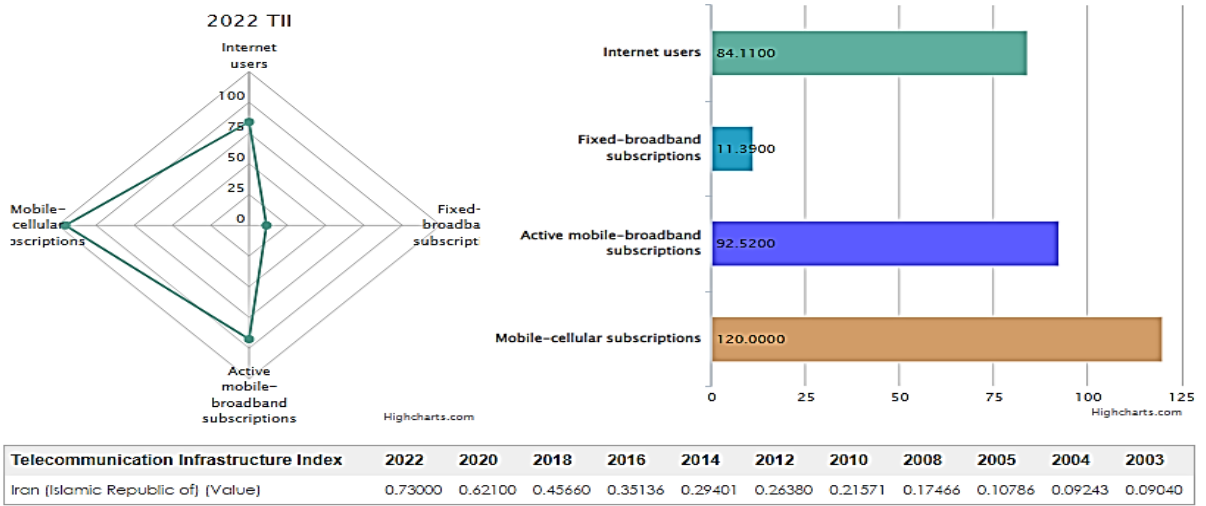 2022 TII
Internet
users
100
75
50
25
0
Mobile-
cellular
oscriptions
Fixed-
broadba
subscript
Active
mobile-
broadband
subscriptions
Highcharts.com
Internet users
84.1100
Fixed-broadband
subscriptions
11.3900
Active mobile-broadband
subscriptions
92.5200
Mobile-cellular subscriptions
120.0000
0 25 50 75 100 125
Highcharts.com
Telecommunication Infrastructure Index 2022 2020 2018 2016 2014 2012 2010 2008 2005 2004 2003
Iran (Islamic Republic of) (Value) 0.73000 0.62100 0.45660 0.35136 0.29401 0.26380 0.21571 0.17466 0.10786 0.09243 0.09040